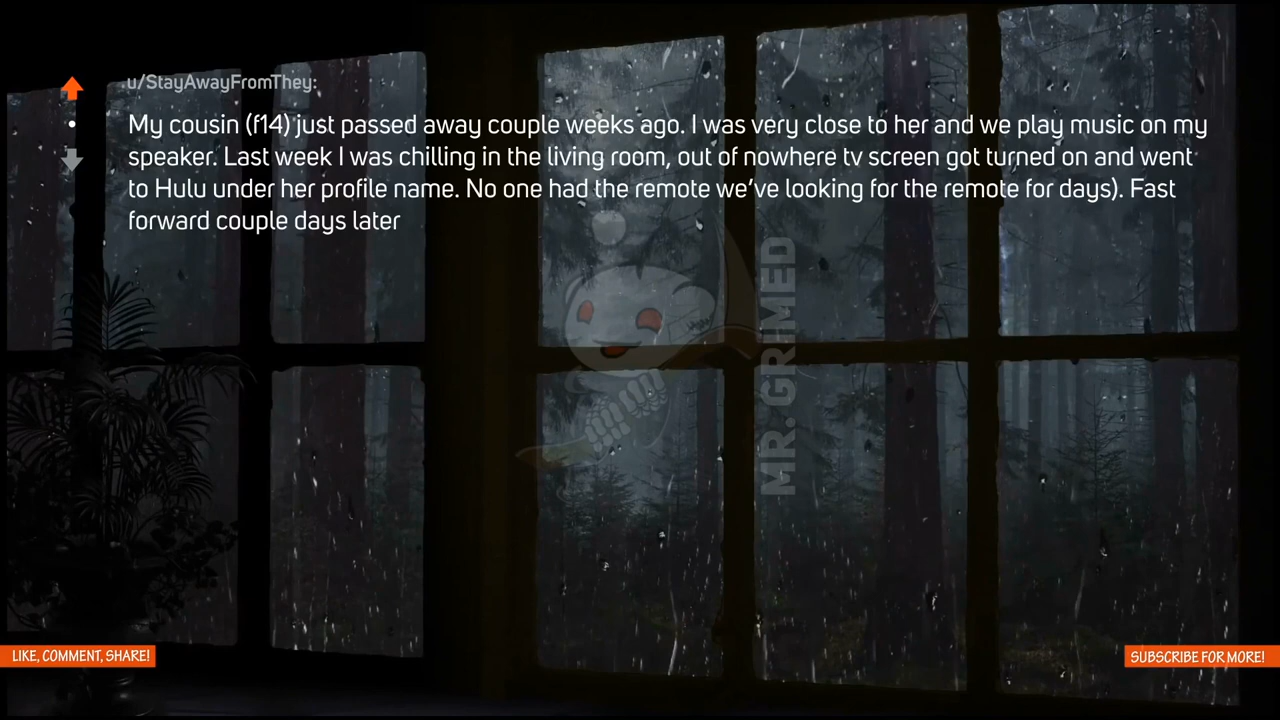 u/StayAwayFromThey:
My cousin (f14) just passed away couple weeks ago. I was very close to her and we play music on my
speaker. Last week I was chilling in the living room, out of nowhere tv screen got turned on and went
to Hulu under her profile name. No one had the remote we've looking for the remote for days). Fast
forward couple days later
MR. GRIMED
LIKE, COMMENT, SHARE!
SUBSCRIBE FOR MORE!